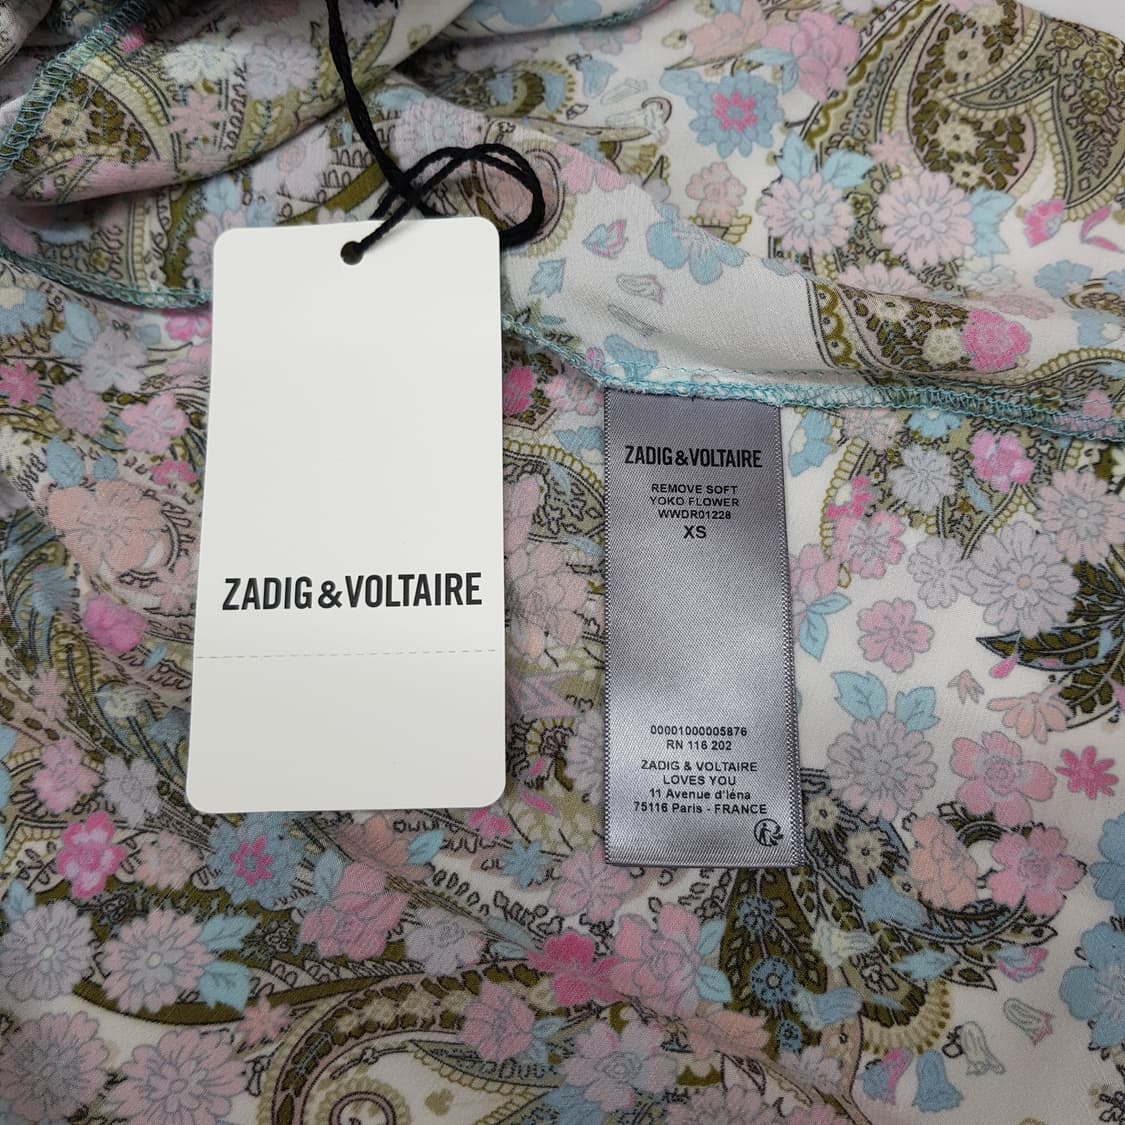 ZADIG & VOLTAIRE
ZADIG & VOLTAIRE
REMOVE SOFT
YOKO FLOWER
WWDR01228
XS
00001000005876
RN 116 202
ZADIG & VOLTAIRE
LOVES YOU
11 Avenue d'Iéna
75116 Paris - FRANCE